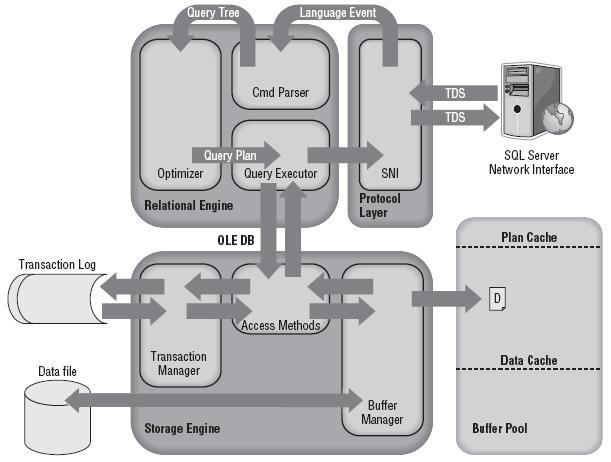 Query Tree
Language Event
Cmd Parser
TDS
TDS
Query Plan
Optimizer
Query Executor
SNI
SQL Server
Network Interface
Relational Engine
Protocol
Layer
OLE DB
Plan Cache
Transaction Log
D
Access Methods
Transaction
Manager
Data file
Data Cache
Buffer
Manager
Storage Engine
Buffer Pool